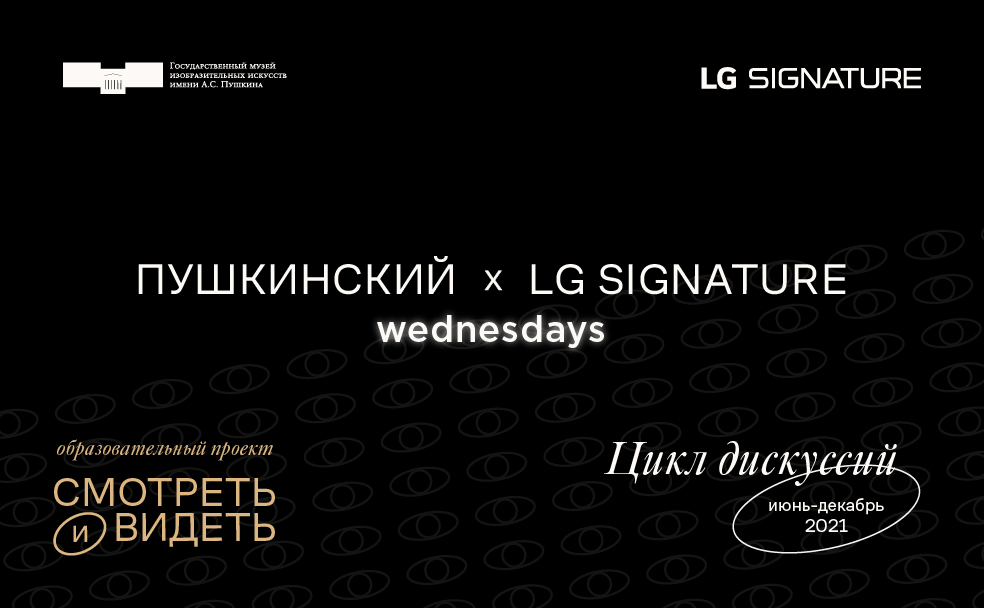 Государственный музей
изобразительных искусств
имени А.С. Пушкина
LG SIGNATURE
ПУШКИНСКИЙ x LG SIGNATURE
wednesdays
образовательный проект
СМОТРЕТЬ
и ВИДЕТЬ
Цикл дискуссий
июнь-декабрь
2021